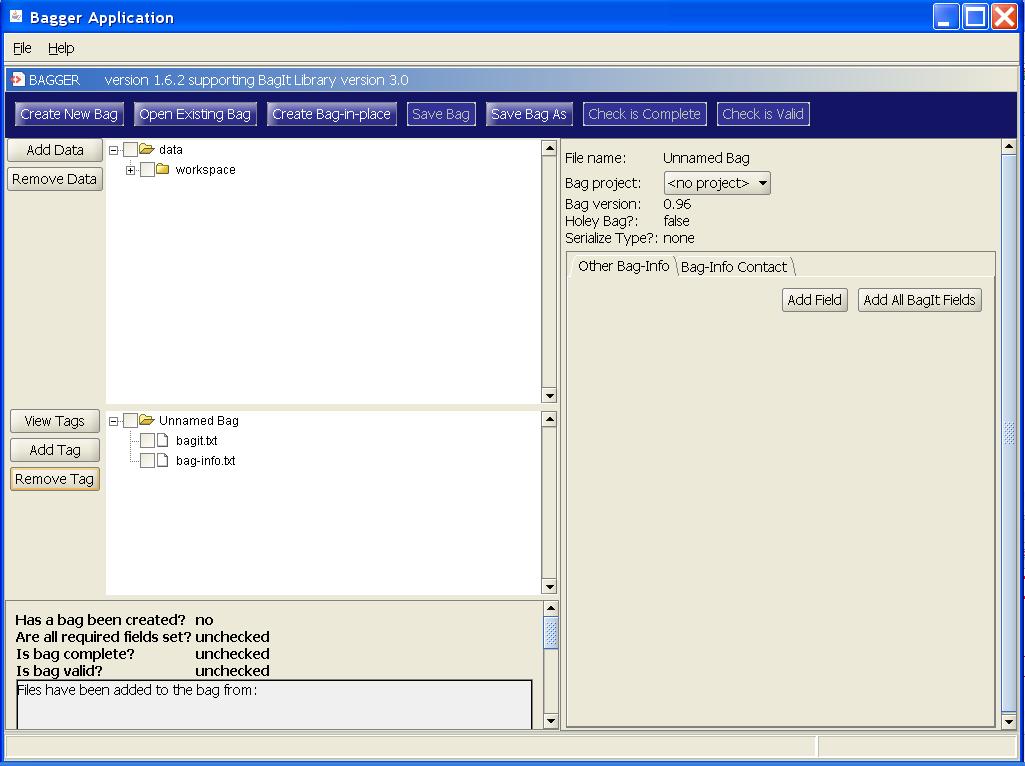 Bagger Application
File Help
BAGGER version 1.6.2 supporting BagIt Library version 3.0
Create New Bag Open Existing Bag Create Bag-in-place Save Bag Save Bag As Check is Complete Check is Valid
Add Data
Remove Data
data
workspace
View Tags
Add Tag
Remove Tag
Unnamed Bag
bagit.txt
bag-info.txt
Has a bag been created? no
Are all required fields set? unchecked
Is bag complete? unchecked
Is bag valid? unchecked
Files have been added to the bag from:
File name: Unnamed Bag
Bag project: <no project>
Bag version: 0.96
Holey Bag?: false
Serialize Type?: none
Other Bag-Info Bag-Info Contact
Add Field Add All BagIt Fields